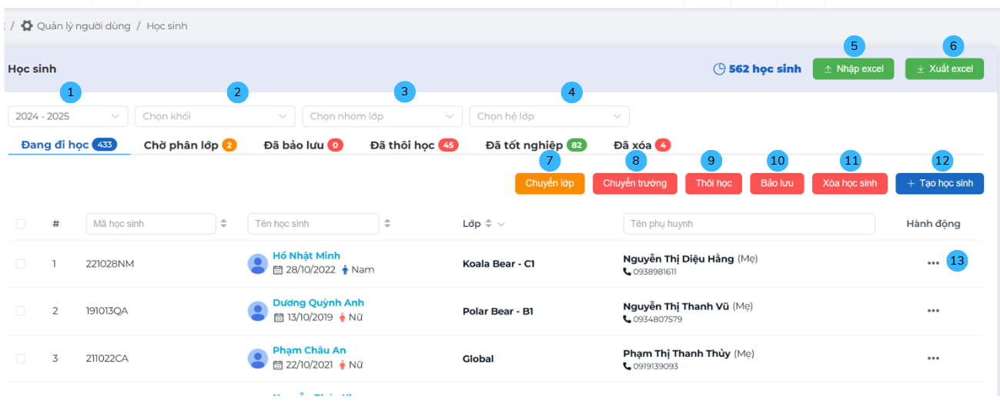 / Quản lý người dùng / Học sinh
5 6
Học sinh 562 học sinh Nhập excel Xuất excel
1 2 3 4
2024 - 2025 Chọn khối Chọn nhóm lớp Chọn hệ lớp
Đang đi học 433 Chờ phân lớp 2 Đã bảo lưu 0 Đã thôi học 45 Đã tốt nghiệp 82 Đã xóa 4
7 8 9 10 11 12
Chuyển lớp Chuyển trường Thôi học Bảo lưu Xóa học sinh + Tạo học sinh
# Mã học sinh Tên học sinh Lớp Tên phụ huynh Hành động
1 221028NM Hồ Nhật Minh 28/10/2022 Nam Koala Bear - C1 Nguyễn Thị Diệu Hằng (Mẹ) 0938981611 ••• 13
2 191013QA Dương Quỳnh Anh 13/10/2019 Nữ Polar Bear - B1 Nguyễn Thị Thanh Vũ (Mẹ) 0934807579 •••
3 211022CA Phạm Châu An 22/10/2021 Nữ Global Phạm Thị Thanh Thủy (Mẹ) 0919139093 •••